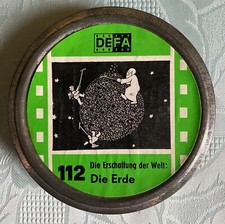 DEFA
112 Die Erschaffung der Welt:
Die Erde